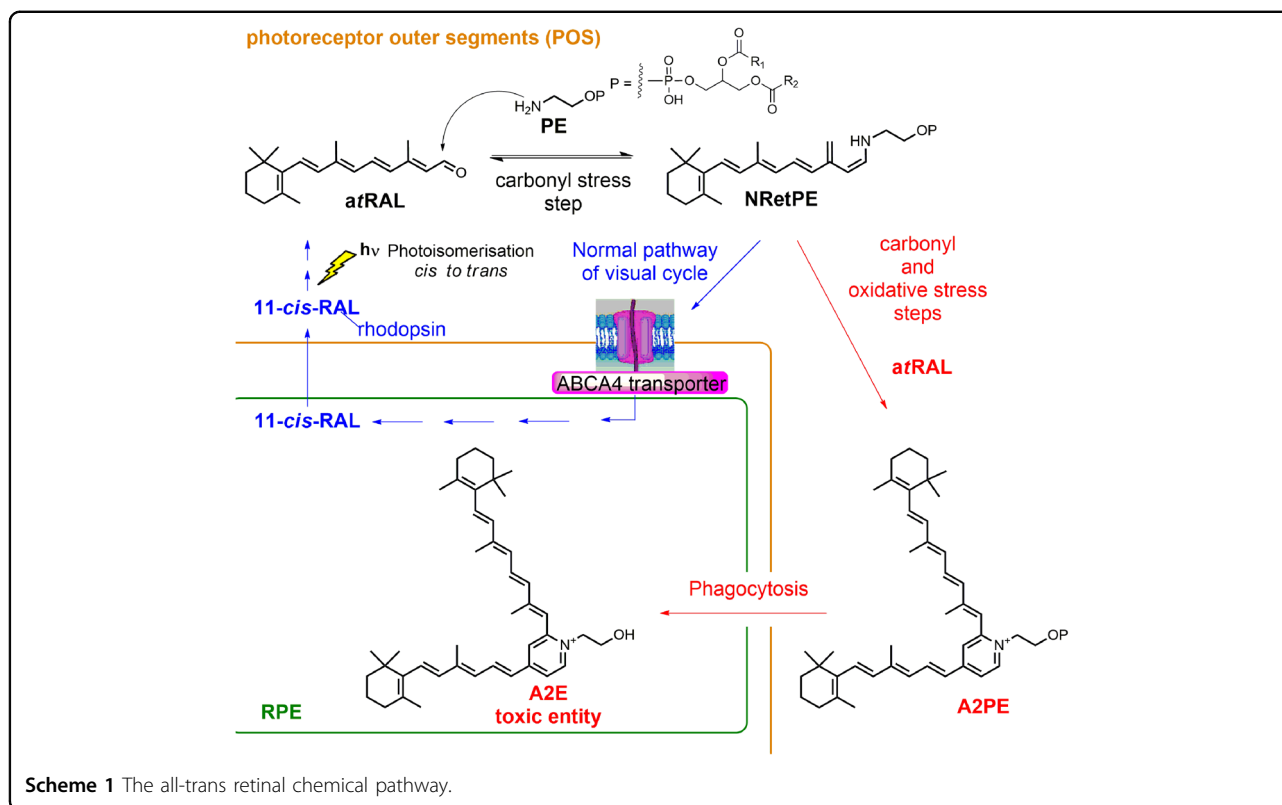 photoreceptor outer segments (POS)
O
O R₁
P = P O O R₂
OH O
O
H₂N OP
PE
O
atRAL
carbonyl stress
step
HN OP
NRetPE
hν Photoisomerisation
cis to trans
11-cis-RAL
rhodopsin
Normal pathway
of visual cycle
carbonyl
and
oxidative stress
steps
atRAL
ABCA4 transporter
11-cis-RAL
Phagocytosis
N⁺ OH
A2E
toxic entity
RPE
N⁺ OP
A2PE
Scheme 1 The all-trans retinal chemical pathway.